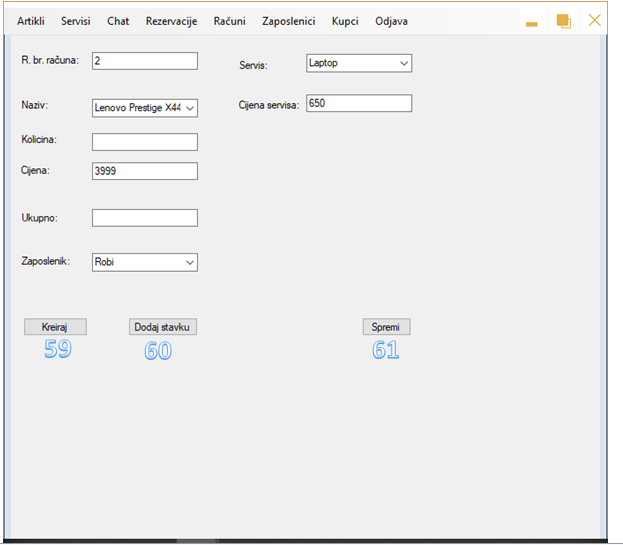 Artikli Servisi Chat Rezervacije Računi Zaposlenici Kupci Odjava
R. br. računa: 2
Servis: Laptop
Naziv: Lenovo Prestige X44
Cijena servisa: 650
Kolicina:
Cijena: 3999
Ukupno:
Zaposlenik: Robi
Kreiraj Dodaj stavku Spremi
59 60 61